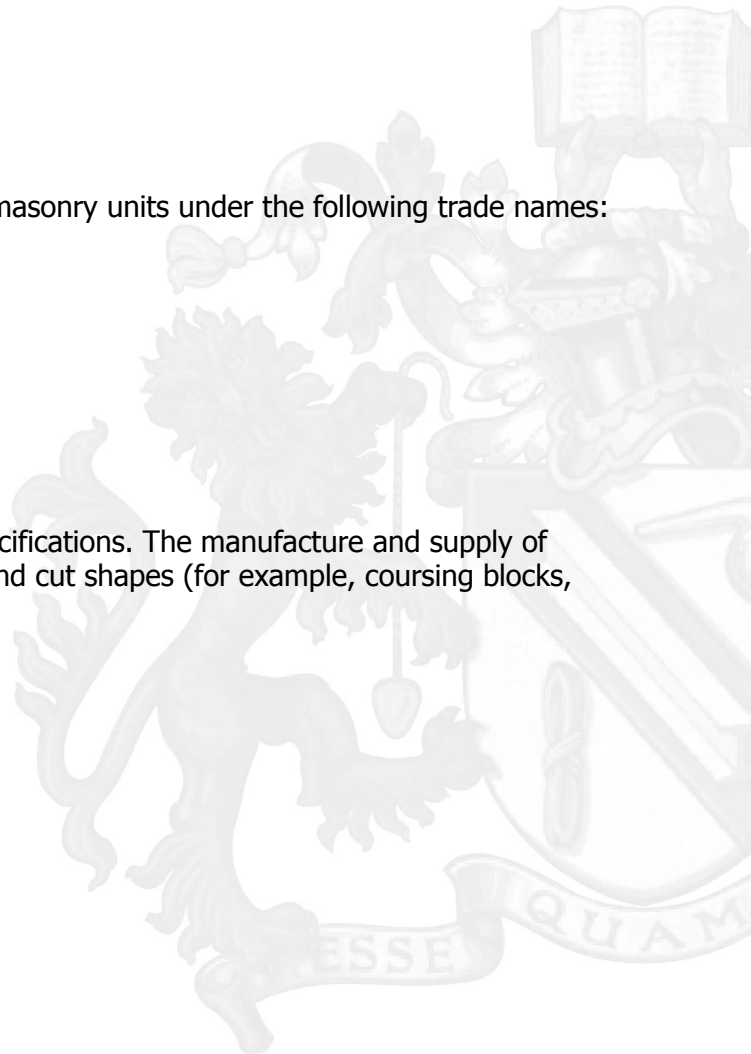 masonry units under the following trade names:
cifications. The manufacture and supply of
nd cut shapes (for example, coursing blocks,
ESSE QUAM